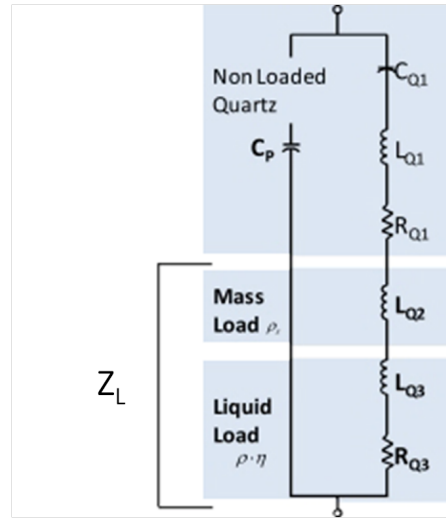 Non Loaded
Quartz
C_P
C_Q1
L_Q1
R_Q1
Mass
Load ρ_s
L_Q2
Z_L
L_Q3
Liquid
Load
ρ·η
R_Q3